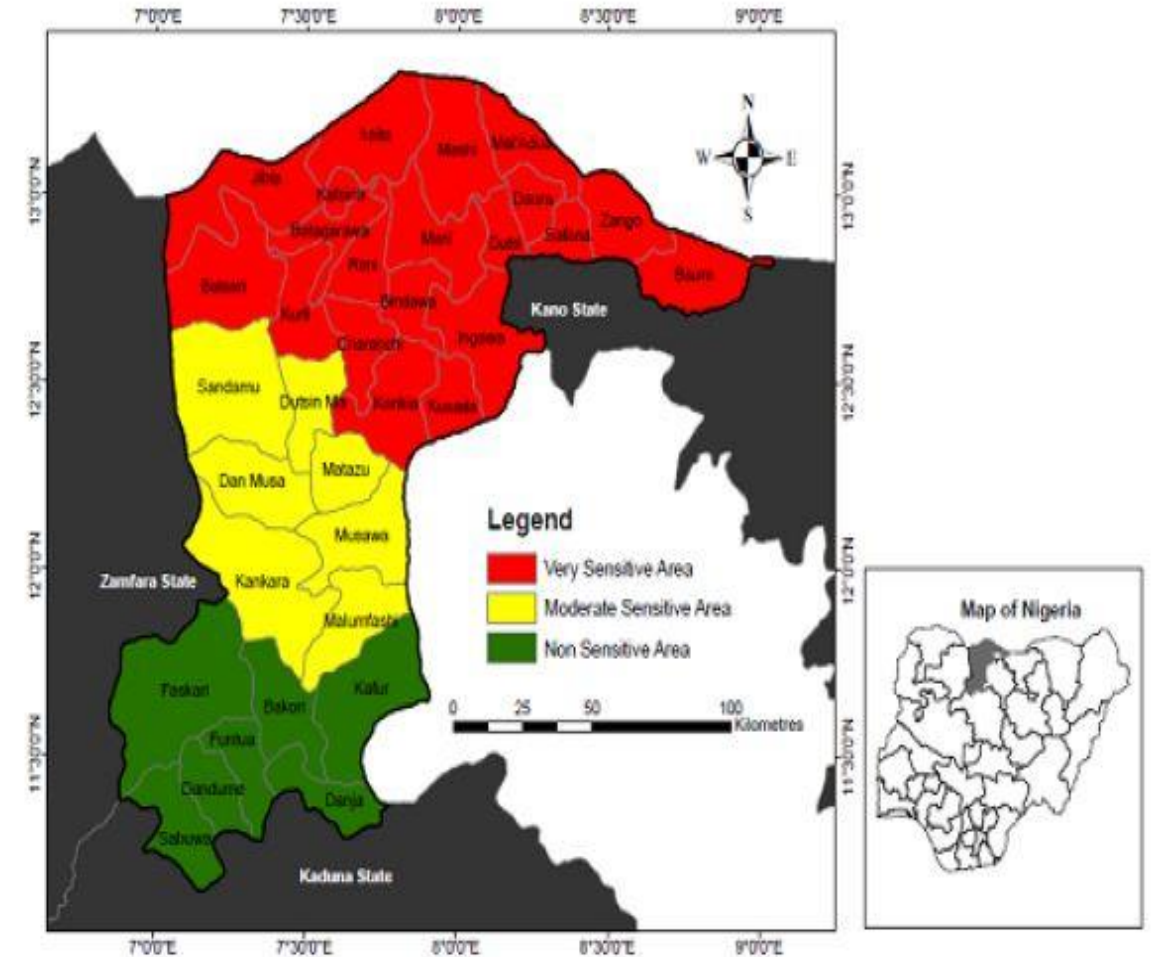 7°0'0"E 7°30'0"E 8°0'0"E 8°30'0"E 9°0'0"E
13°0'0"N
12°30'0"N
12°0'0"N
11°30'0"N
13°0'0"N
12°30'0"N
12°0'0"N
11°30'0"N
N
W E
S
Mashi
Jibia
Katsina
Daura
Zango
Batagarawa
Mani
Dutsi
Rimi
Baure
Batsari
Bindawa
Kurfi
Kano State
Charanchi
Ingawa
Sandamu
Dutsin Ma
Kankia
Kusada
Matazu
Dan Musa
Legend
Musawa
Very Sensitive Area
Zamfara State
Kankara
Moderate Sensitive Area
Malumfashi
Non Sensitive Area
Faskari
Kafur
Bakori
0 25 50 100
Kilometres
Funtua
Dandume
Danja
Sabuwa
Kaduna State
7°0'0"E 7°30'0"E 8°0'0"E 8°30'0"E 9°0'0"E
Map of Nigeria